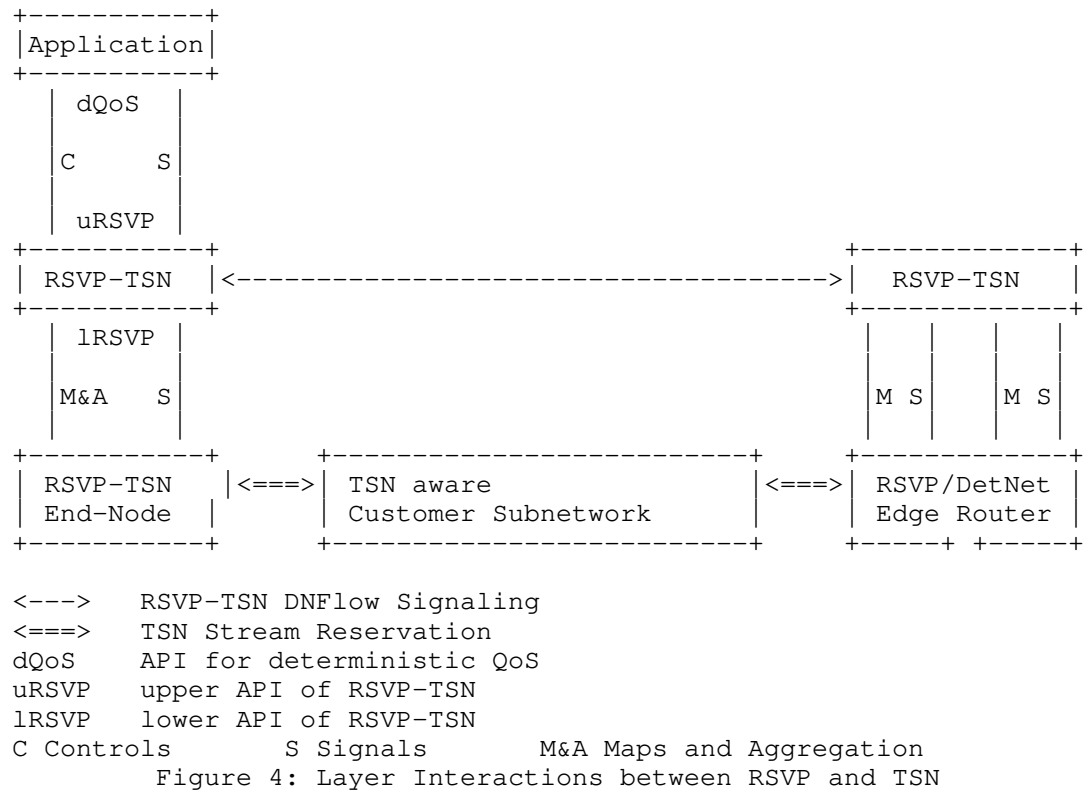 Application
dQoS
C S
uRSVP
RSVP-TSN <-----------------------------------> RSVP-TSN
lRSVP
M&A S M S M S
RSVP-TSN <===> TSN aware <===> RSVP/DetNet
End-Node Customer Subnetwork Edge Router
<---> RSVP-TSN DNFlow Signaling
<===> TSN Stream Reservation
dQoS API for deterministic QoS
uRSVP upper API of RSVP-TSN
lRSVP lower API of RSVP-TSN
C Controls S Signals M&A Maps and Aggregation
Figure 4: Layer Interactions between RSVP and TSN